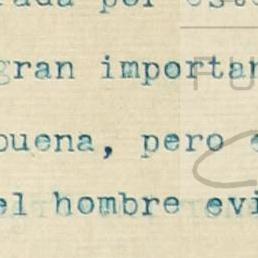 por
gran importan
buena, pero
el hombre evi